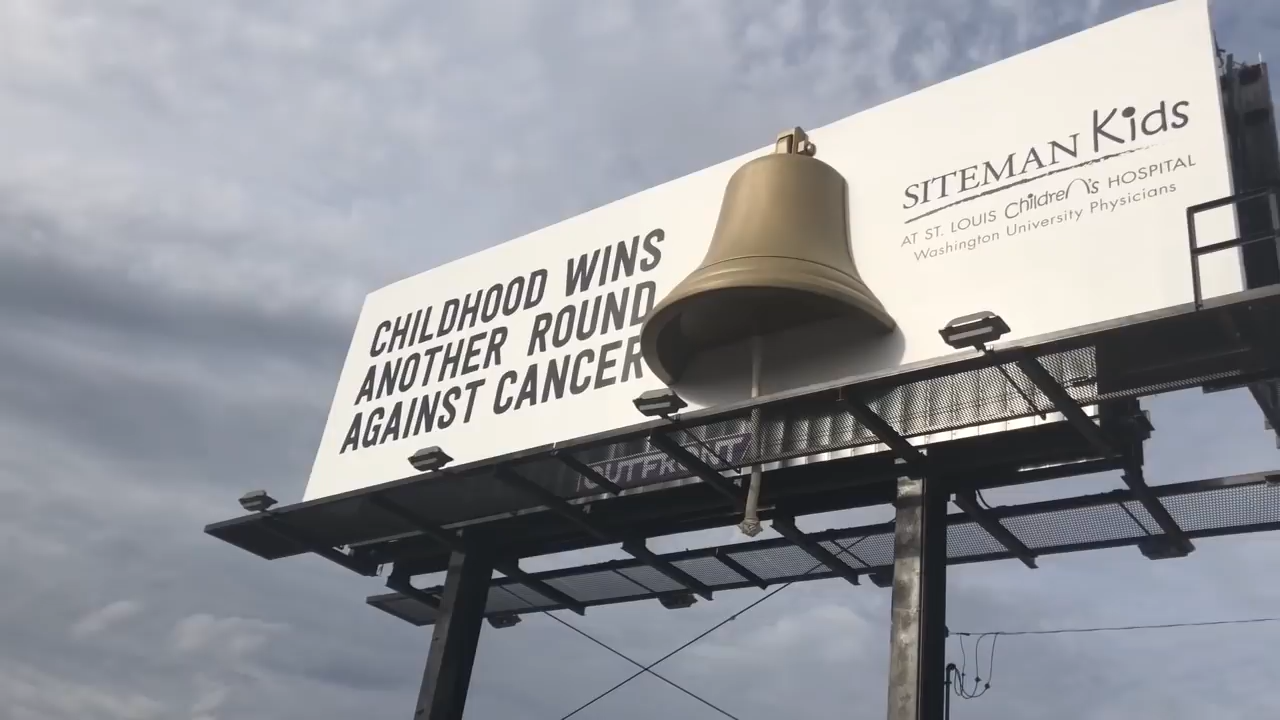 CHILDHOOD WINS
ANOTHER ROUND
AGAINST CANCER
SITEMAN Kids
AT ST. LOUIS Children's HOSPITAL
Washington University Physicians
OUTFRONT/